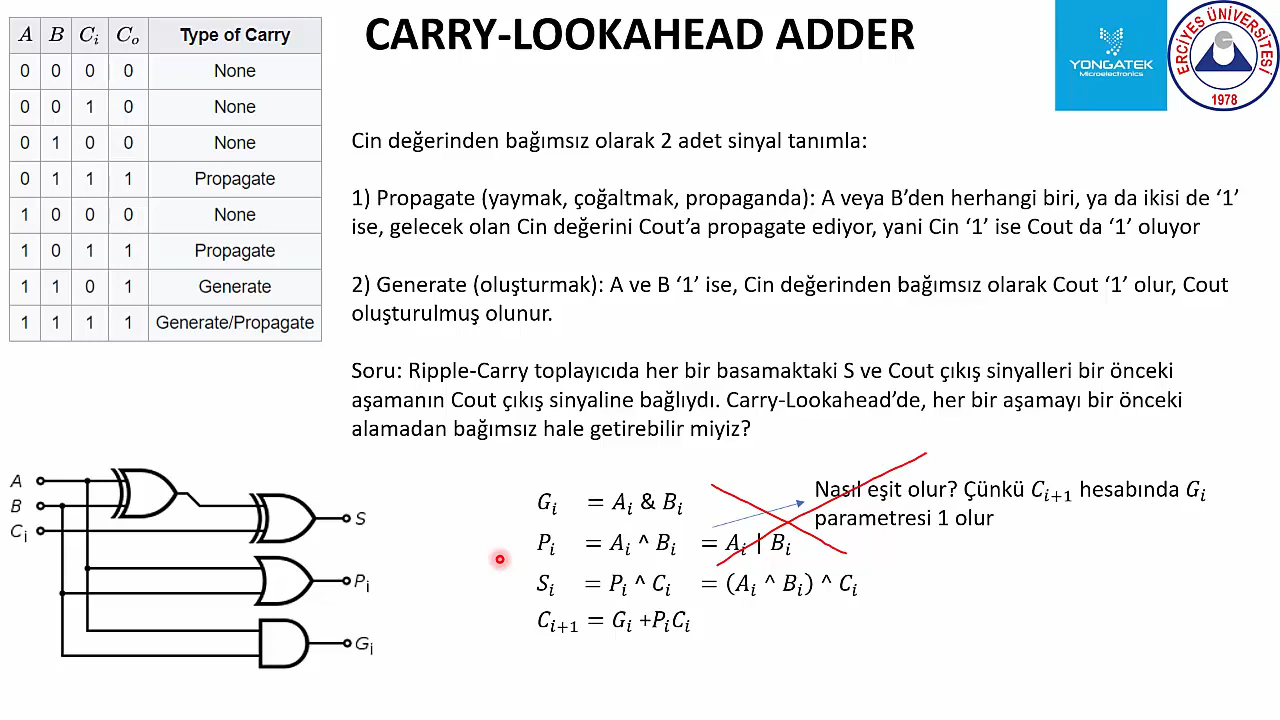 CARRY-LOOKAHEAD ADDER
YONGATEK
Microelectronics
ERCİYES ÜNİVERSİTESİ
1978
A B Ci Co Type of Carry
0 0 0 0 None
0 0 1 0 None
0 1 0 0 None
0 1 1 1 Propagate
1 0 0 0 None
1 0 1 1 Propagate
1 1 0 1 Generate
1 1 1 1 Generate/Propagate
Cin değerinden bağımsız olarak 2 adet sinyal tanımla:
1) Propagate (yaymak, çoğaltmak, propaganda): A veya B’den herhangi biri, ya da ikisi de ‘1’
ise, gelecek olan Cin değerini Cout’a propagate ediyor, yani Cin ‘1’ ise Cout da ‘1’ oluyor
2) Generate (oluşturmak): A ve B ‘1’ ise, Cin değerinden bağımsız olarak Cout ‘1’ olur, Cout
oluşturulmuş olunur.
Soru: Ripple-Carry toplayıcıda her bir basamaktaki S ve Cout çıkış sinyalleri bir önceki
aşamanın Cout çıkış sinyaline bağlıydı. Carry-Lookahead’de, her bir aşamayı bir önceki
alamadan bağımsız hale getirebilir miyiz?
A
B
Ci
S
Pi
Gi
Gi = Ai & Bi
Pi = Ai ^ Bi = Ai | Bi
Si = Pi ^ Ci = (Ai ^ Bi) ^ Ci
Ci+1 = Gi +PiCi
Nasıl eşit olur? Çünkü Ci+1 hesabında Gi
parametresi 1 olur